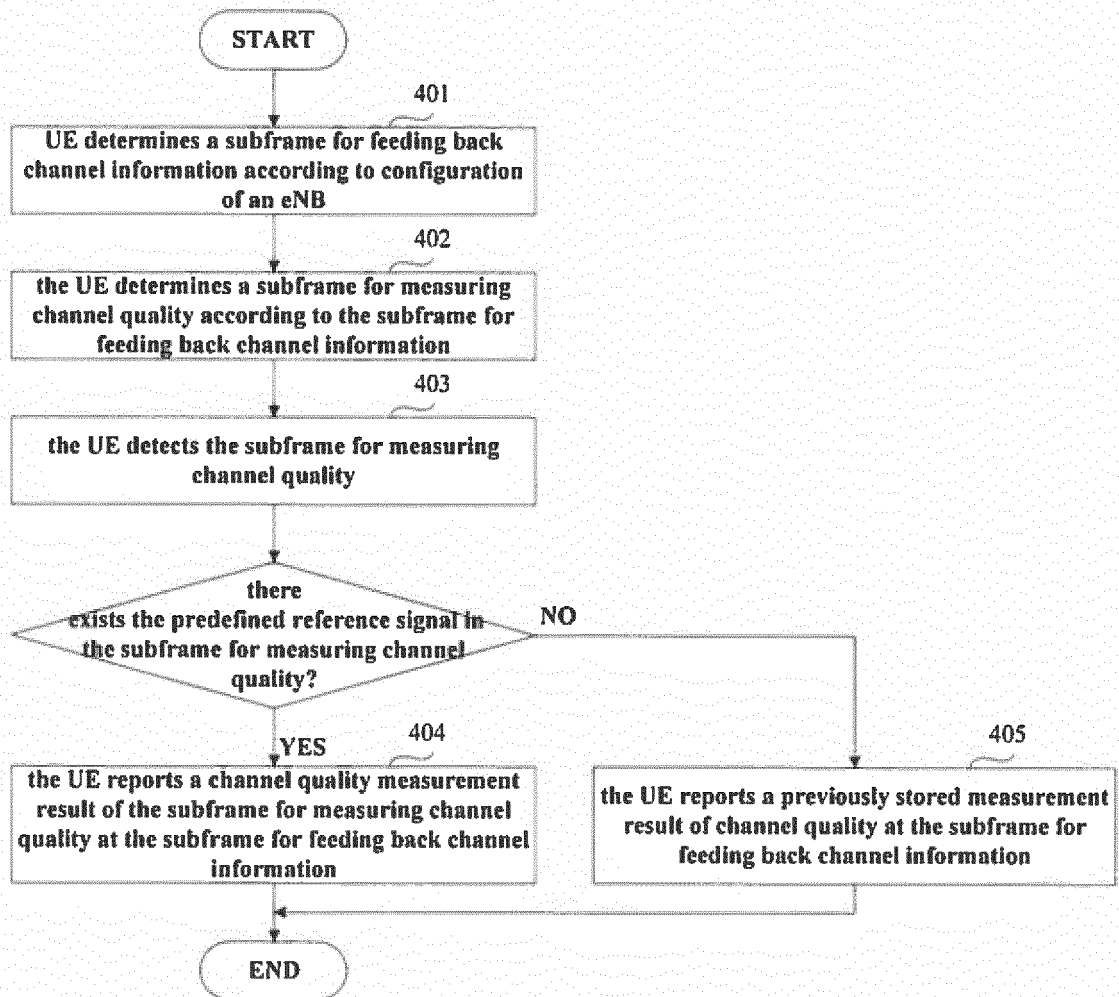 START
401
UE determines a subframe for feeding back
channel information according to configuration
of an eNB
402
the UE determines a subframe for measuring
channel quality according to the subframe for
feeding back channel information
403
the UE detects the subframe for measuring
channel quality
there
exists the predefined reference signal in
the subframe for measuring channel
quality?
NO
YES
404
the UE reports a channel quality measurement
result of the subframe for measuring channel
quality at the subframe for feeding back channel
information
405
the UE reports a previously stored measurement
result of channel quality at the subframe for
feeding back channel information
END